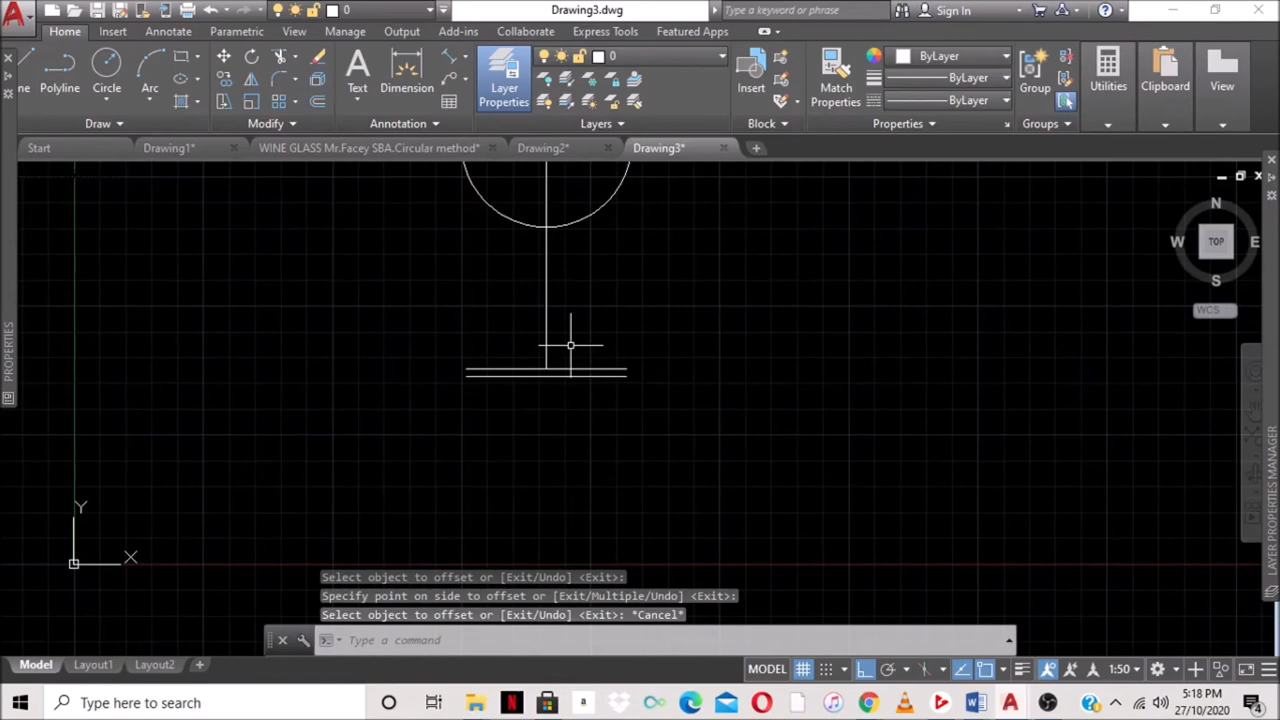 0 Drawing3.dwg Type a keyword or phrase Sign In
Home Insert Annotate Parametric View Manage Output Add-ins Collaborate Express Tools Featured Apps
Polyline Circle Arc Text Dimension Layer Properties 0 Insert Match Properties ByLayer ByLayer ByLayer Group Utilities Clipboard View
Draw Modify Annotation Layers Block Properties Groups
Start Drawing1* WINE GLASS Mr.Facey SBA.Circular method* Drawing2* Drawing3*
N
W TOP E
S
WCS
PROPERTIES
LAYER PROPERTIES MANAGER
Y
X
Select object to offset or [Exit/Undo] <Exit>:
Specify point on side to offset or [Exit/Multiple/Undo] <Exit>:
Select object to offset or [Exit/Undo] <Exit>: *Cancel*
Type a command
Model Layout1 Layout2 MODEL 1:50
Type here to search
5:18 PM
27/10/2020
4